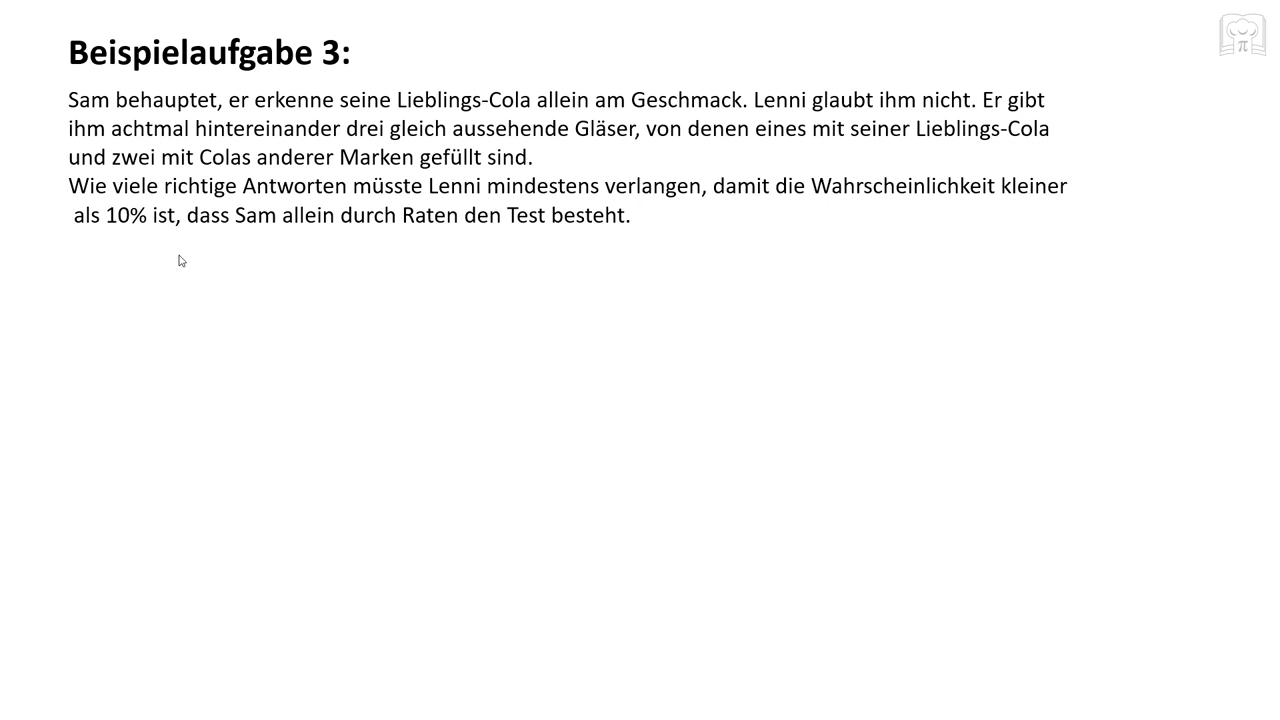 Beispielaufgabe 3:
Sam behauptet, er erkenne seine Lieblings-Cola allein am Geschmack. Lenni glaubt ihm nicht. Er gibt
ihm achtmal hintereinander drei gleich aussehende Gläser, von denen eines mit seiner Lieblings-Cola
und zwei mit Colas anderer Marken gefüllt sind.
Wie viele richtige Antworten müsste Lenni mindestens verlangen, damit die Wahrscheinlichkeit kleiner
als 10% ist, dass Sam allein durch Raten den Test besteht.
π